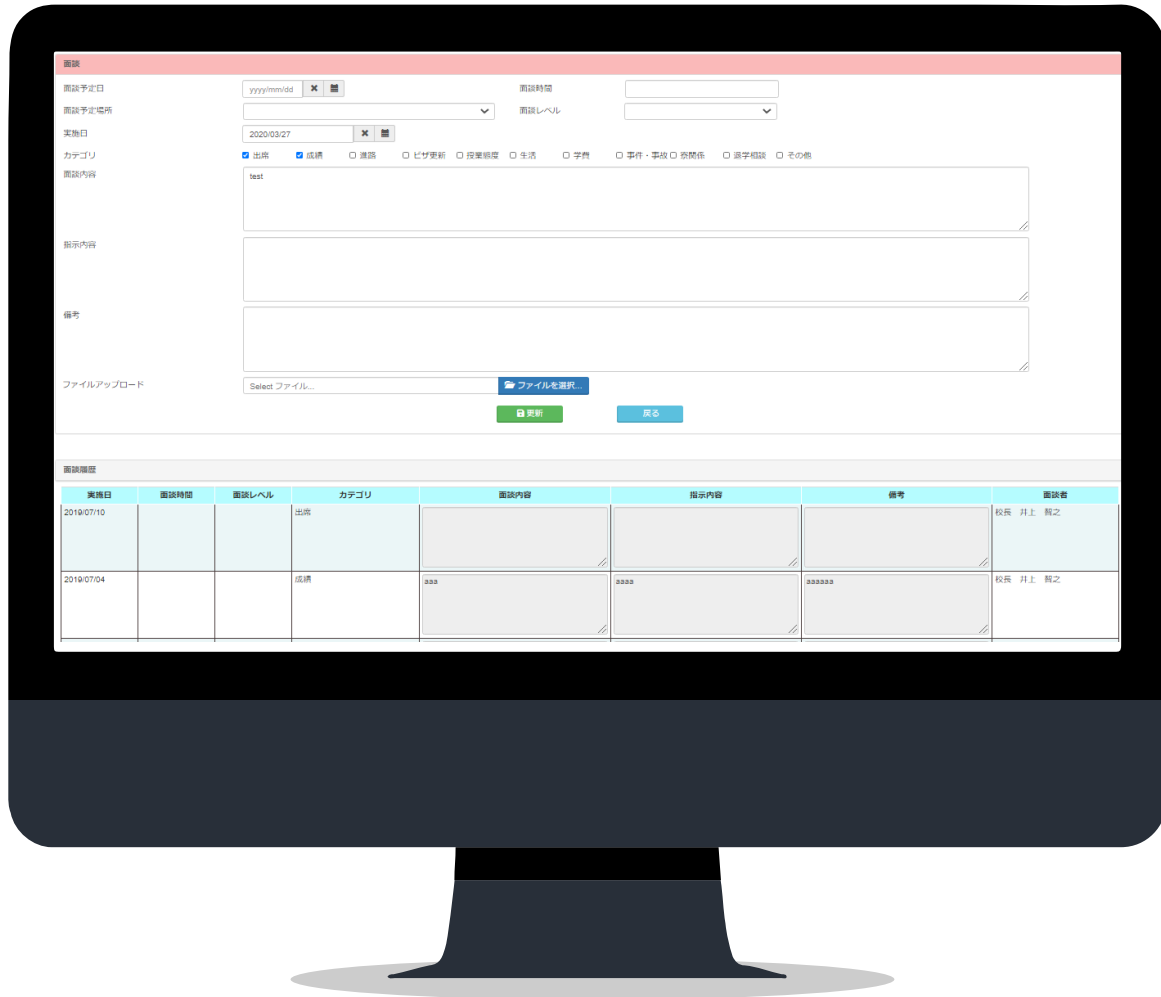 面談
面談予定日 yyyy/mm/dd 面談時間
面談予定場所 面談レベル
実施日 2020/03/27
カテゴリ 出席 成績 進路 ビザ更新 授業態度 生活 学費 事件・事故 寮関係 退学相談 その他
面談内容 test
指示内容
備考
ファイルアップロード Select ファイル... ファイルを選択...
更新 戻る
面談履歴
実施日 面談時間 面談レベル カテゴリ 面談内容 指示内容 備考 面談者
2019/07/10 出席 校長 井上 賢之
2019/07/04 成績 aaa aaaa aaaaaa 校長 井上 賢之